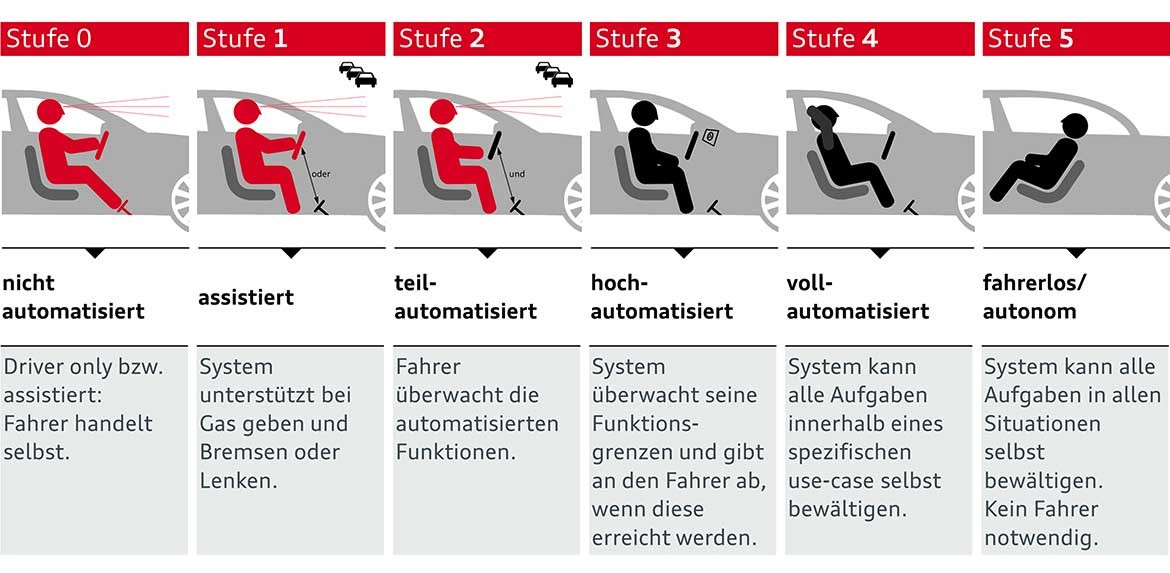 Stufe 0
Stufe 1
Stufe 2
Stufe 3
Stufe 4
Stufe 5
oder
und
nicht
automatisiert
assistiert
teil-
automatisiert
hoch-
automatisiert
voll-
automatisiert
fahrerlos/
autonom
Driver only bzw.
assistiert:
Fahrer handelt
selbst.
System
unterstützt bei
Gas geben und
Bremsen oder
Lenken.
Fahrer
überwacht die
automatisierten
Funktionen.
System
überwacht seine
Funktions-
grenzen und gibt
an den Fahrer ab,
wenn diese
erreicht werden.
System kann
alle Aufgaben
innerhalb eines
spezifischen
use-case selbst
bewältigen.
System kann alle
Aufgaben in allen
Situationen
selbst
bewältigen.
Kein Fahrer
notwendig.